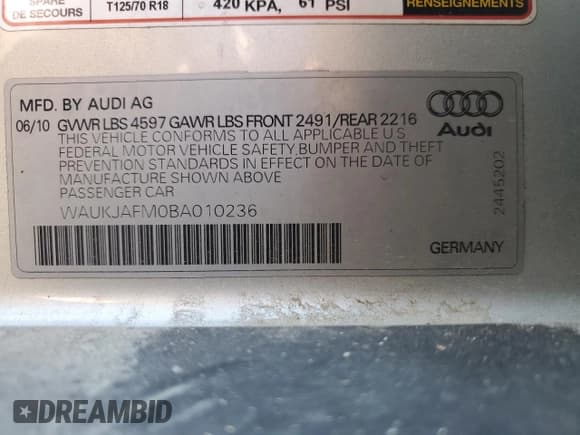 SPARE
DE SECOURS
T125/70 R18
420 KPA, 61 PSI
RENSEIGNEMENTS
MFD. BY AUDI AG
06/10 GVWR LBS 4597 GAWR LBS FRONT 2491/REAR 2216
THIS VEHICLE CONFORMS TO ALL APPLICABLE U S
FEDERAL MOTOR VEHICLE SAFETY,BUMPER AND THEFT
PREVENTION STANDARDS IN EFFECT ON THE DATE OF
MANUFACTURE SHOWN ABOVE
PASSENGER CAR
WAUKJAFM0BA010236
Audi
2445202
GERMANY
DREAMBID